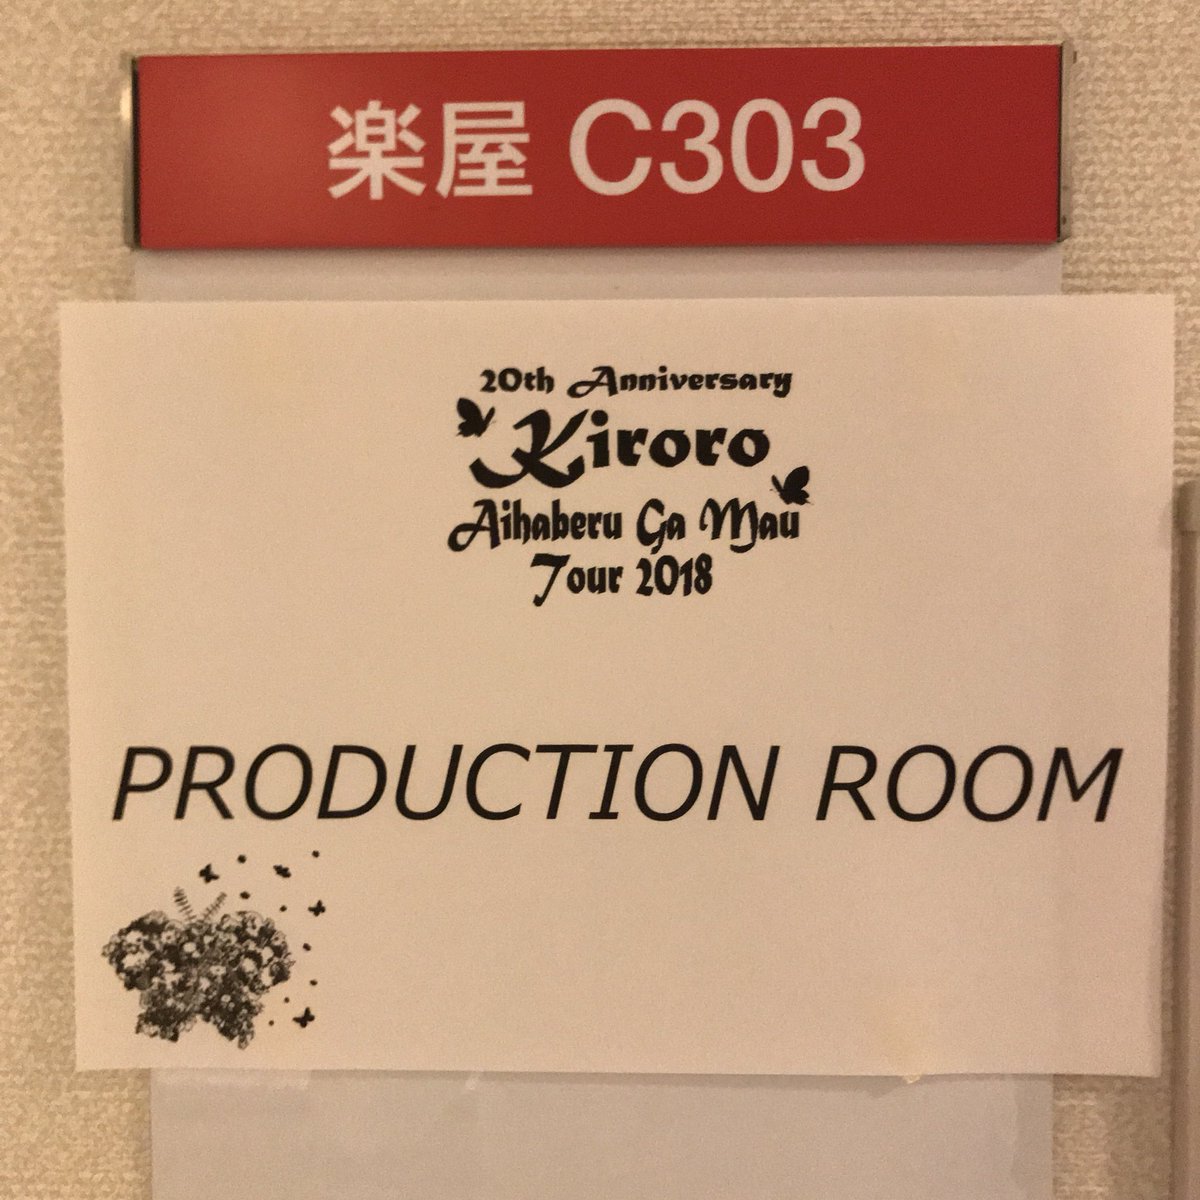 楽屋 C303
20th Anniversary
Kiroro
Aihaberu Ga Mau
Tour 2018
PRODUCTION ROOM